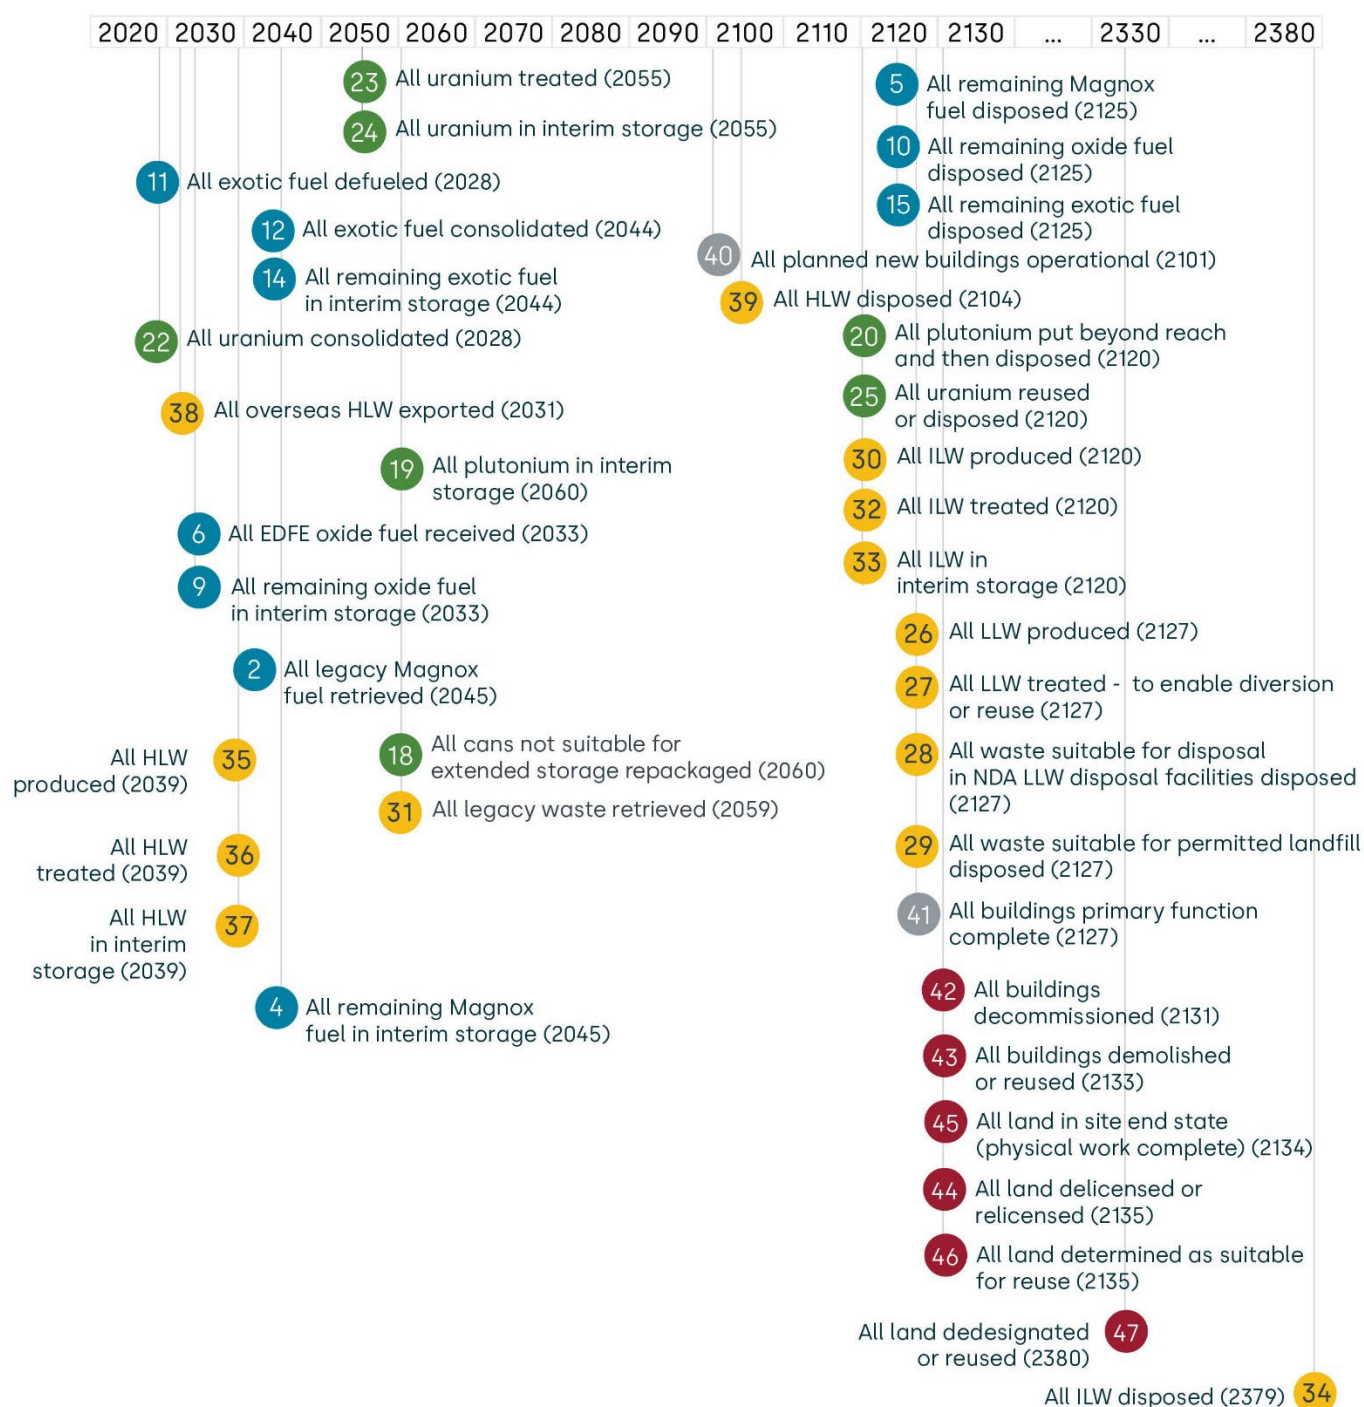 2020 2030 2040 2050 2060 2070 2080 2090 2100 2110 2120 2130 ... 2330 ... 2380
23 All uranium treated (2055)
24 All uranium in interim storage (2055)
11 All exotic fuel defueled (2028)
12 All exotic fuel consolidated (2044)
14 All remaining exotic fuel
in interim storage (2044)
22 All uranium consolidated (2028)
38 All overseas HLW exported (2031)
19 All plutonium in interim
storage (2060)
6 All EDFE oxide fuel received (2033)
9 All remaining oxide fuel
in interim storage (2033)
2 All legacy Magnox
fuel retrieved (2045)
35 All HLW
produced (2039)
18 All cans not suitable for
extended storage repackaged (2060)
31 All legacy waste retrieved (2059)
36 All HLW
treated (2039)
37 All HLW
in interim
storage (2039)
4 All remaining Magnox
fuel in interim storage (2045)
5 All remaining Magnox
fuel disposed (2125)
10 All remaining oxide fuel
disposed (2125)
15 All remaining exotic fuel
disposed (2125)
40 All planned new buildings operational (2101)
39 All HLW disposed (2104)
20 All plutonium put beyond reach
and then disposed (2120)
25 All uranium reused
or disposed (2120)
30 All ILW produced (2120)
32 All ILW treated (2120)
33 All ILW in
interim storage (2120)
26 All LLW produced (2127)
27 All LLW treated - to enable diversion
or reuse (2127)
28 All waste suitable for disposal
in NDA LLW disposal facilities disposed
(2127)
29 All waste suitable for permitted landfill
disposed (2127)
41 All buildings primary function
complete (2127)
42 All buildings
decommissioned (2131)
43 All buildings demolished
or reused (2133)
45 All land in site end state
(physical work complete) (2134)
44 All land delicensed or
relicensed (2135)
46 All land determined as suitable
for reuse (2135)
All land dedesignated 47
or reused (2380)
All ILW disposed (2379) 34